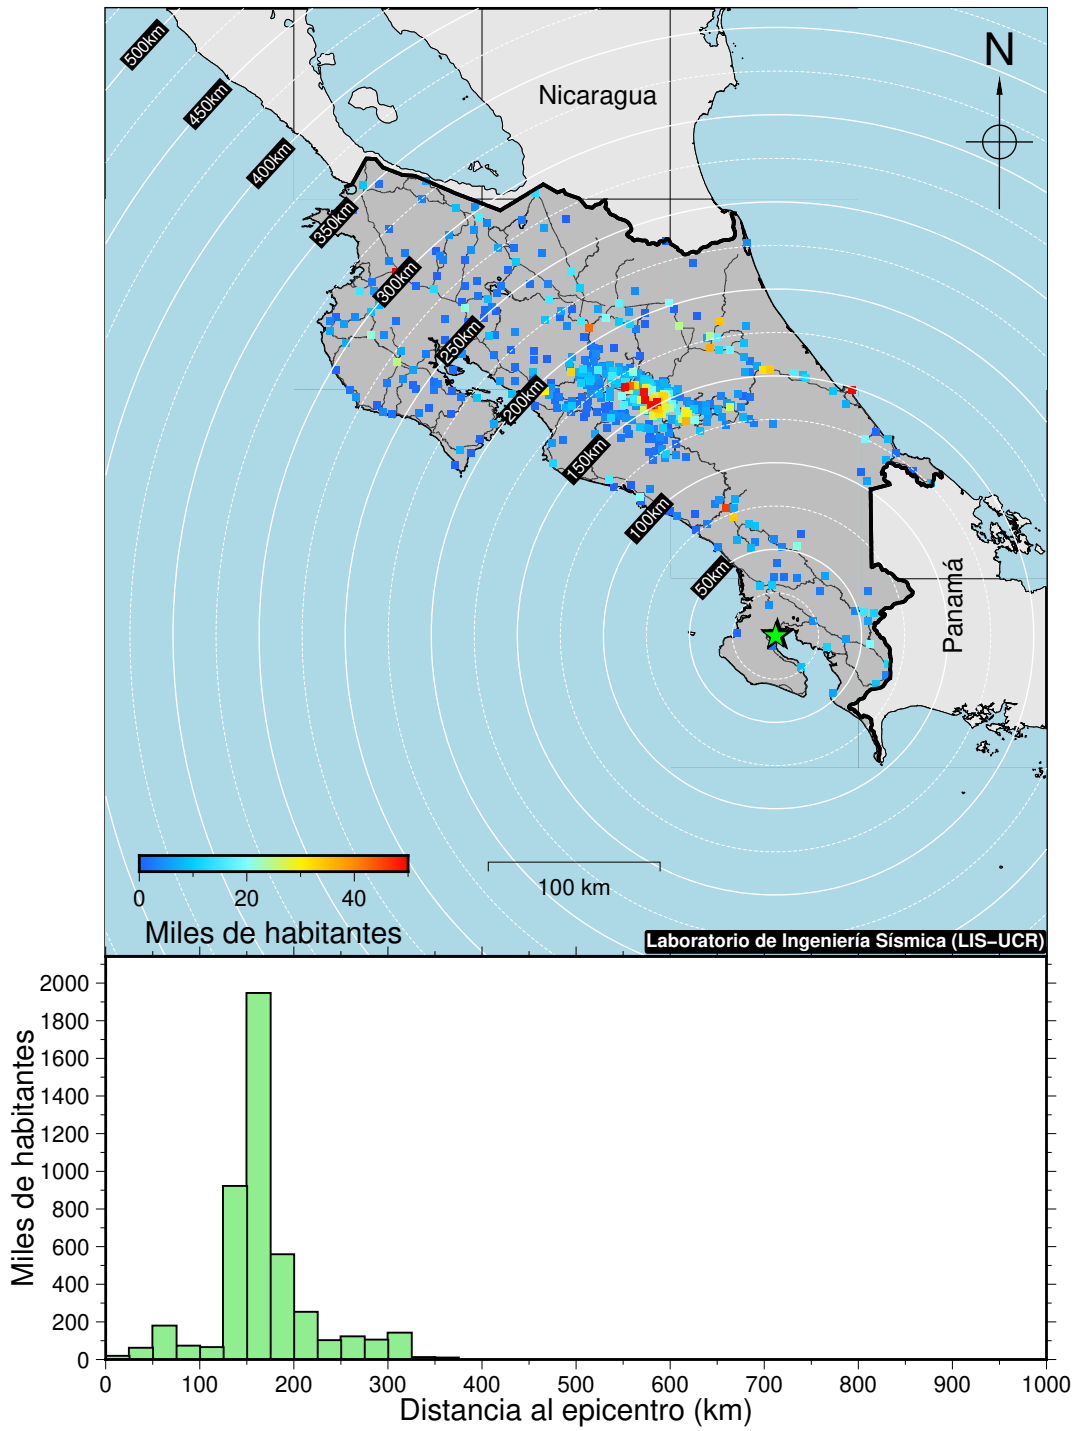 500km
450km
400km
350km
300km
250km
200km
150km
100km
50km
Nicaragua
N
Panamá
0 20 40
Miles de habitantes
100 km
Laboratorio de Ingeniería Sísmica (LIS–UCR)
Miles de habitantes
2000
1800
1600
1400
1200
1000
800
600
400
200
0
0 100 200 300 400 500 600 700 800 900 1000
Distancia al epicentro (km)